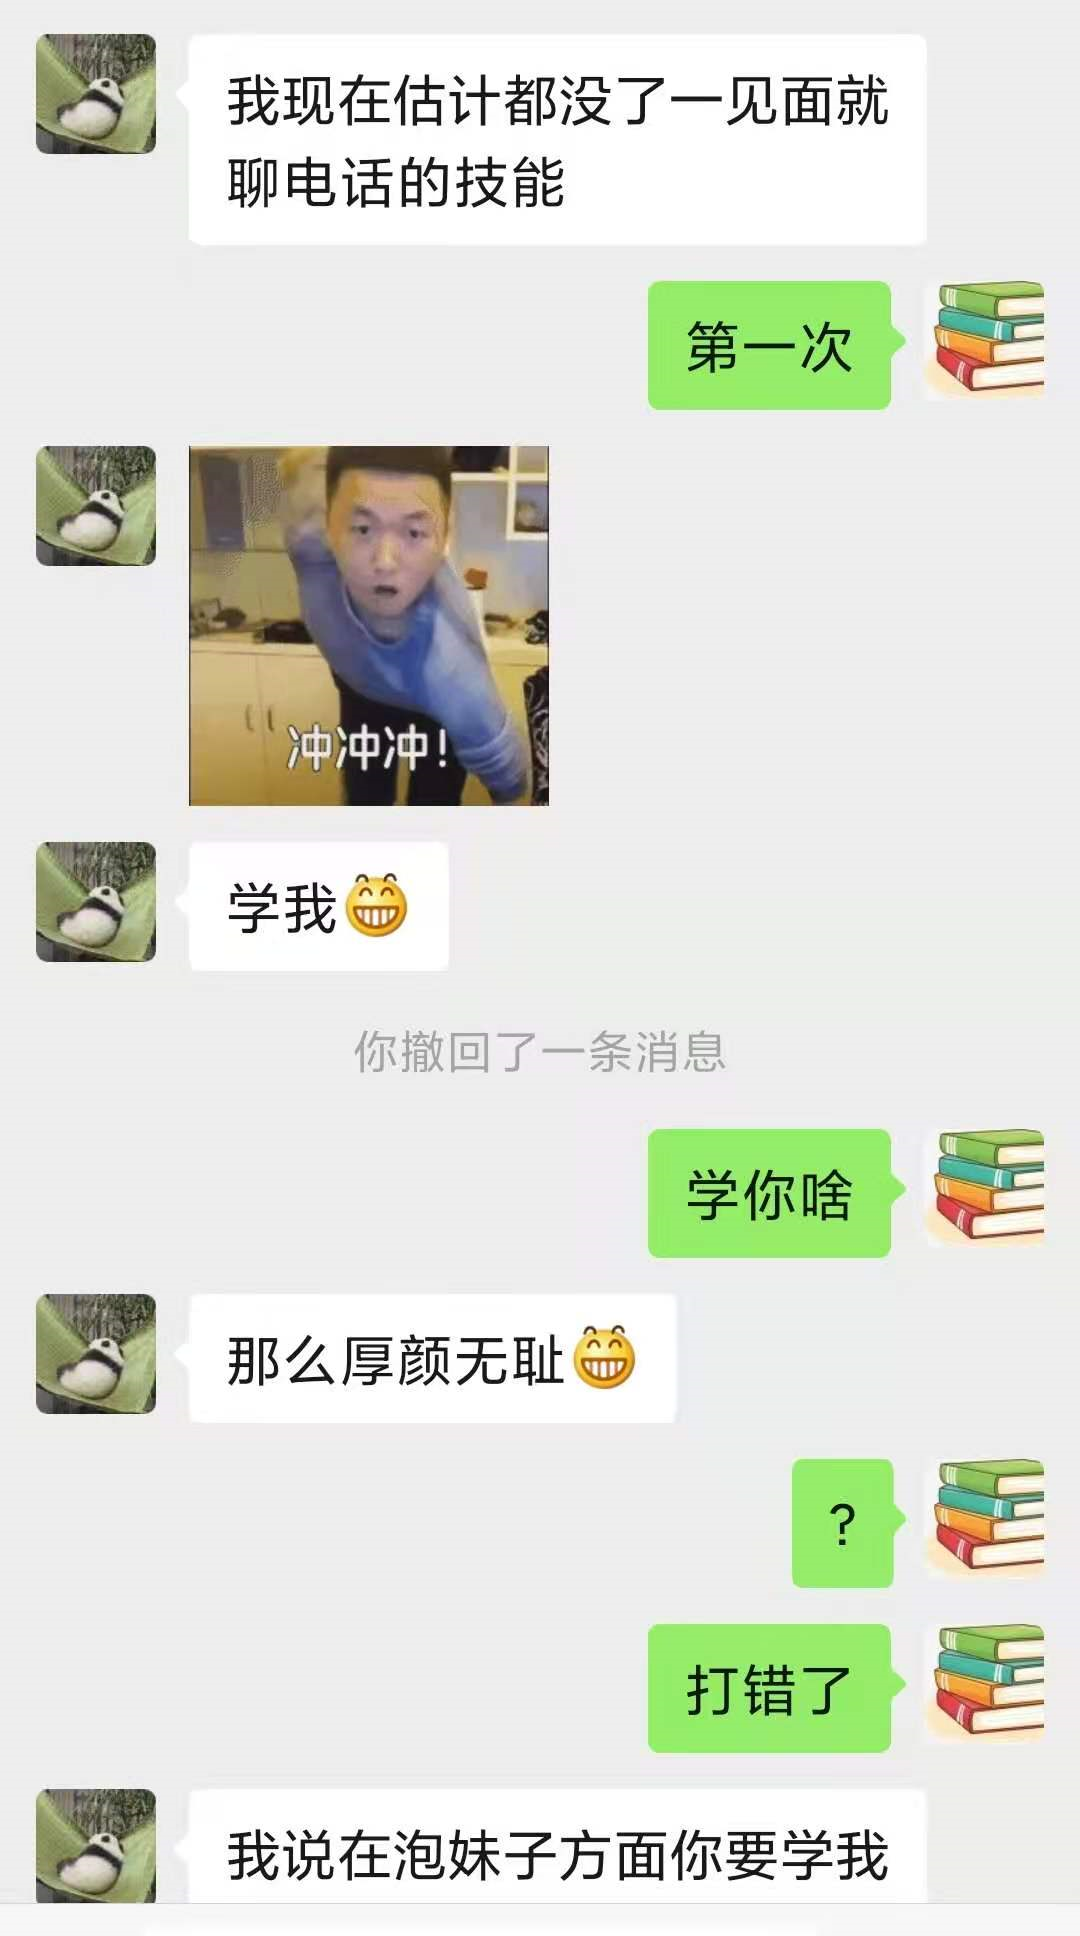 我现在估计都没了一见面就
聊电话的技能
第一次
冲冲冲！
学我😁
你撤回了一条消息
学你啥
那么厚颜无耻😁
？
打错了
我说在泡妹子方面你要学我